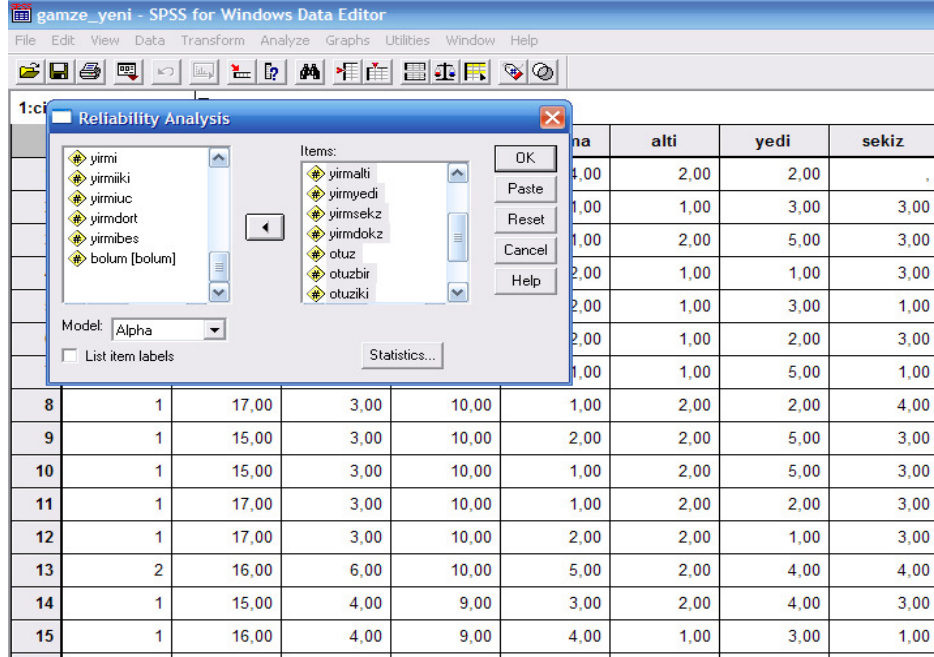 gamze_yeni - SPSS for Windows Data Editor
File Edit View Data Transform Analyze Graphs Utilities Window Help
1:ci
Reliability Analysis
yirmi
yirmiiki
yirmiuc
yirmdort
yirmibes
bolum [bolum]
Items:
yirmalti
yirmyedi
yirmsekz
yirmdokz
otuz
otuzbir
otuziki
OK
Paste
Reset
Cancel
Help
Model: Alpha
List item labels
Statistics...
na alti yedi sekiz
4,00 2,00 2,00 ,
1,00 1,00 3,00 3,00
1,00 2,00 5,00 3,00
2,00 1,00 1,00 3,00
2,00 1,00 3,00 1,00
2,00 1,00 2,00 3,00
1,00 1,00 5,00 1,00
8 1 17,00 3,00 10,00 1,00 2,00 2,00 4,00
9 1 15,00 3,00 10,00 2,00 2,00 5,00 3,00
10 1 15,00 3,00 10,00 1,00 2,00 5,00 3,00
11 1 17,00 3,00 10,00 1,00 2,00 2,00 3,00
12 1 17,00 3,00 10,00 2,00 2,00 1,00 3,00
13 2 16,00 6,00 10,00 5,00 2,00 4,00 4,00
14 1 15,00 4,00 9,00 3,00 2,00 4,00 3,00
15 1 16,00 4,00 9,00 4,00 1,00 3,00 1,00